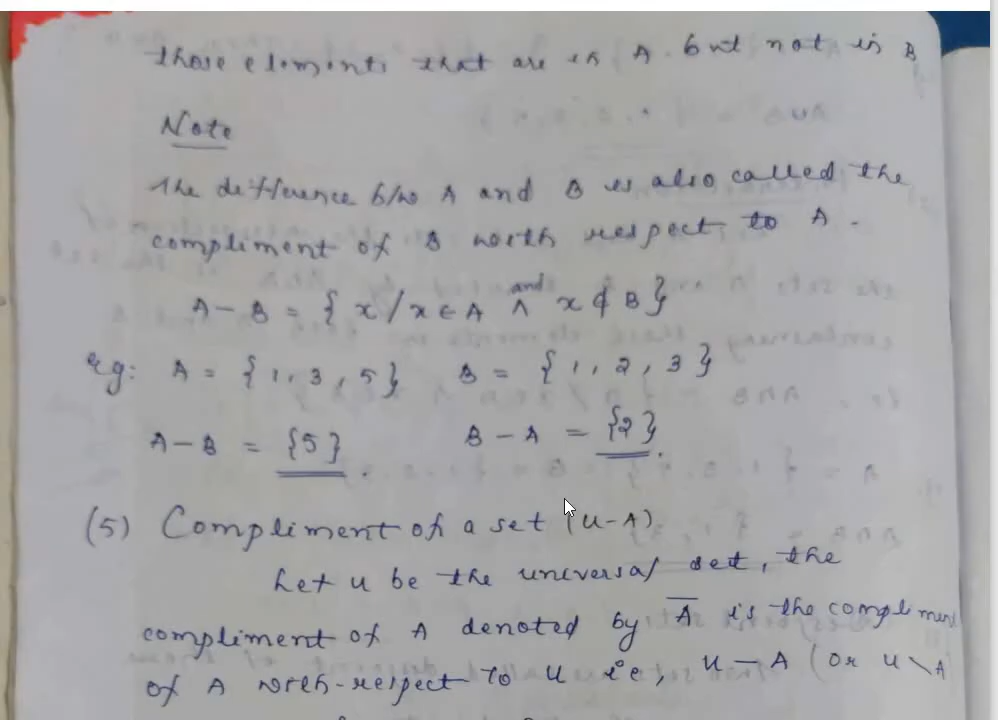 those elements that are in A but not in B
Note
The difference b/w A and B is also called the
compliment of B with respect to A.
A - B = { x / x ∈ A ∧ and x ∉ B }
eg: A = { 1, 3, 5 } B = { 1, 2, 3 }
A - B = {5}. B - A = {2}.
(5) Compliment of a set (U-A)
Let U be the universal set, the
compliment of A denoted by A̅ is the compliment
of A with-respect to U ie, U - A (or U \ A